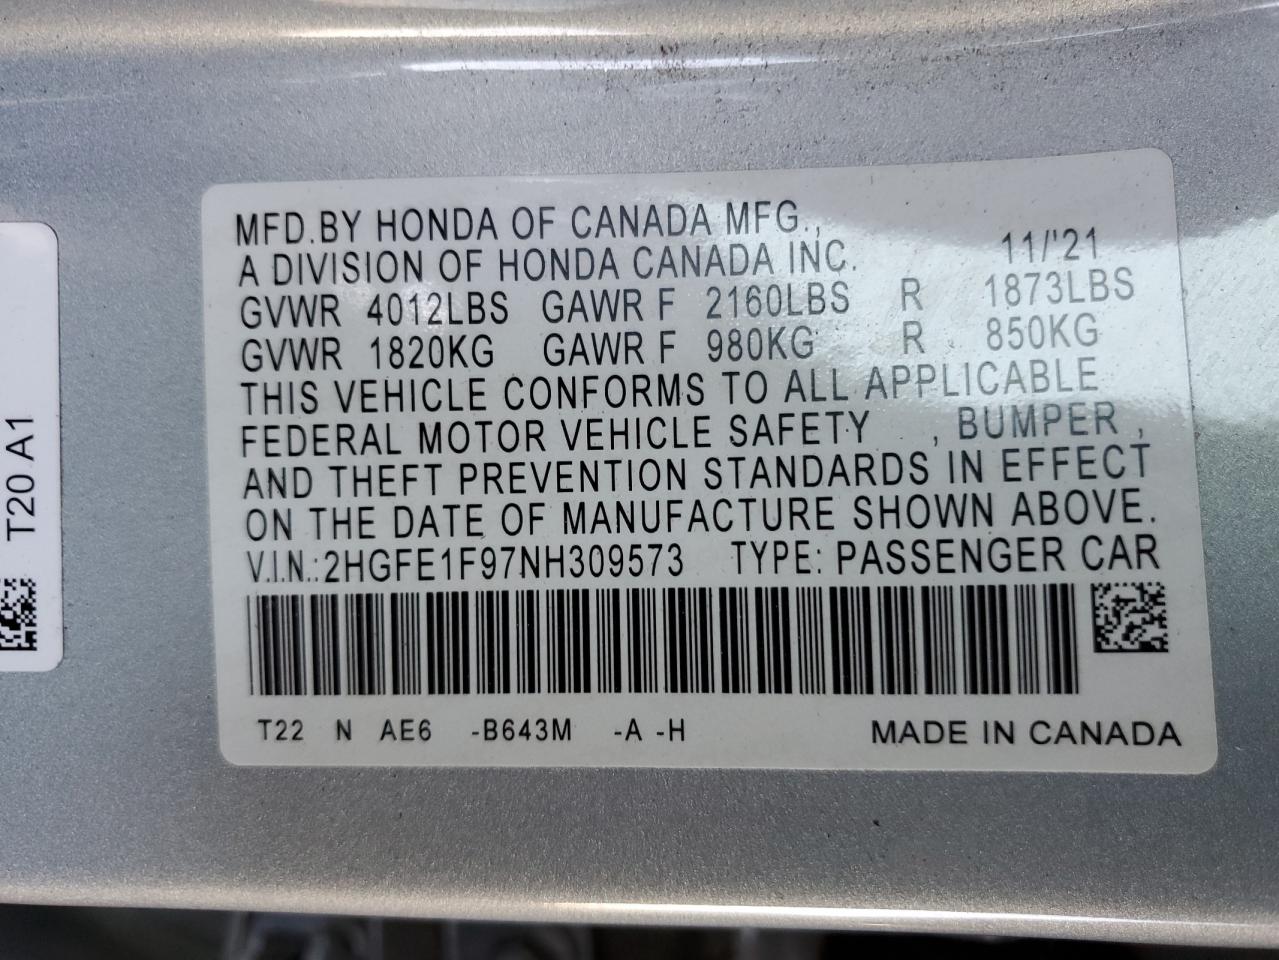 MFD.BY HONDA OF CANADA MFG.,
A DIVISION OF HONDA CANADA INC. 11/'21
GVWR 4012LBS GAWR F 2160LBS R 1873LBS
GVWR 1820KG GAWR F 980KG R 850KG
THIS VEHICLE CONFORMS TO ALL APPLICABLE
FEDERAL MOTOR VEHICLE SAFETY , BUMPER ,
AND THEFT PREVENTION STANDARDS IN EFFECT
ON THE DATE OF MANUFACTURE SHOWN ABOVE.
V.I.N.:2HGFE1F97NH309573 TYPE: PASSENGER CAR
T22 N AE6 -B643M -A -H MADE IN CANADA
T20 A1